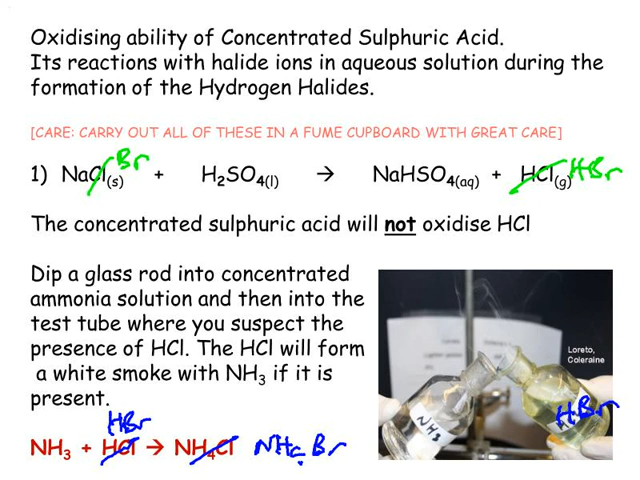 Oxidising ability of Concentrated Sulphuric Acid.
Its reactions with halide ions in aqueous solution during the
formation of the Hydrogen Halides.
[CARE: CARRY OUT ALL OF THESE IN A FUME CUPBOARD WITH GREAT CARE]
Br
1) NaCl(s) + H2SO4(l) → NaHSO4(aq) + HCl(g) HBr
The concentrated sulphuric acid will not oxidise HCl
Dip a glass rod into concentrated
ammonia solution and then into the
test tube where you suspect the
presence of HCl. The HCl will form
a white smoke with NH3 if it is
present.
HBr
NH3 + HCl → NH4Cl
Loreto,
Coleraine
NH3
HBr